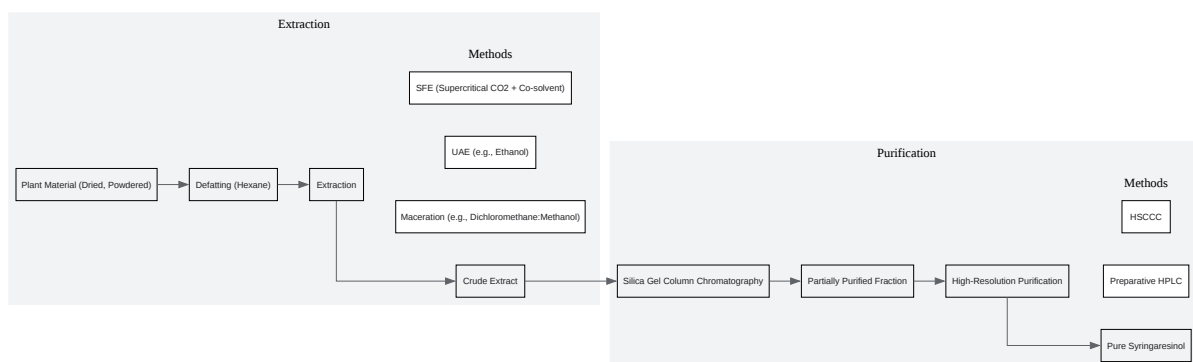 Extraction
Methods
SFE (Supercritical CO2 + Co-solvent)
UAE (e.g., Ethanol)
Plant Material (Dried, Powdered)
Defatting (Hexane)
Extraction
Maceration (e.g., Dichloromethane:Methanol)
Crude Extract
Purification
Methods
HSCCC
Silica Gel Column Chromatography
Partially Purified Fraction
High-Resolution Purification
Preparative HPLC
Pure Syringaresinol